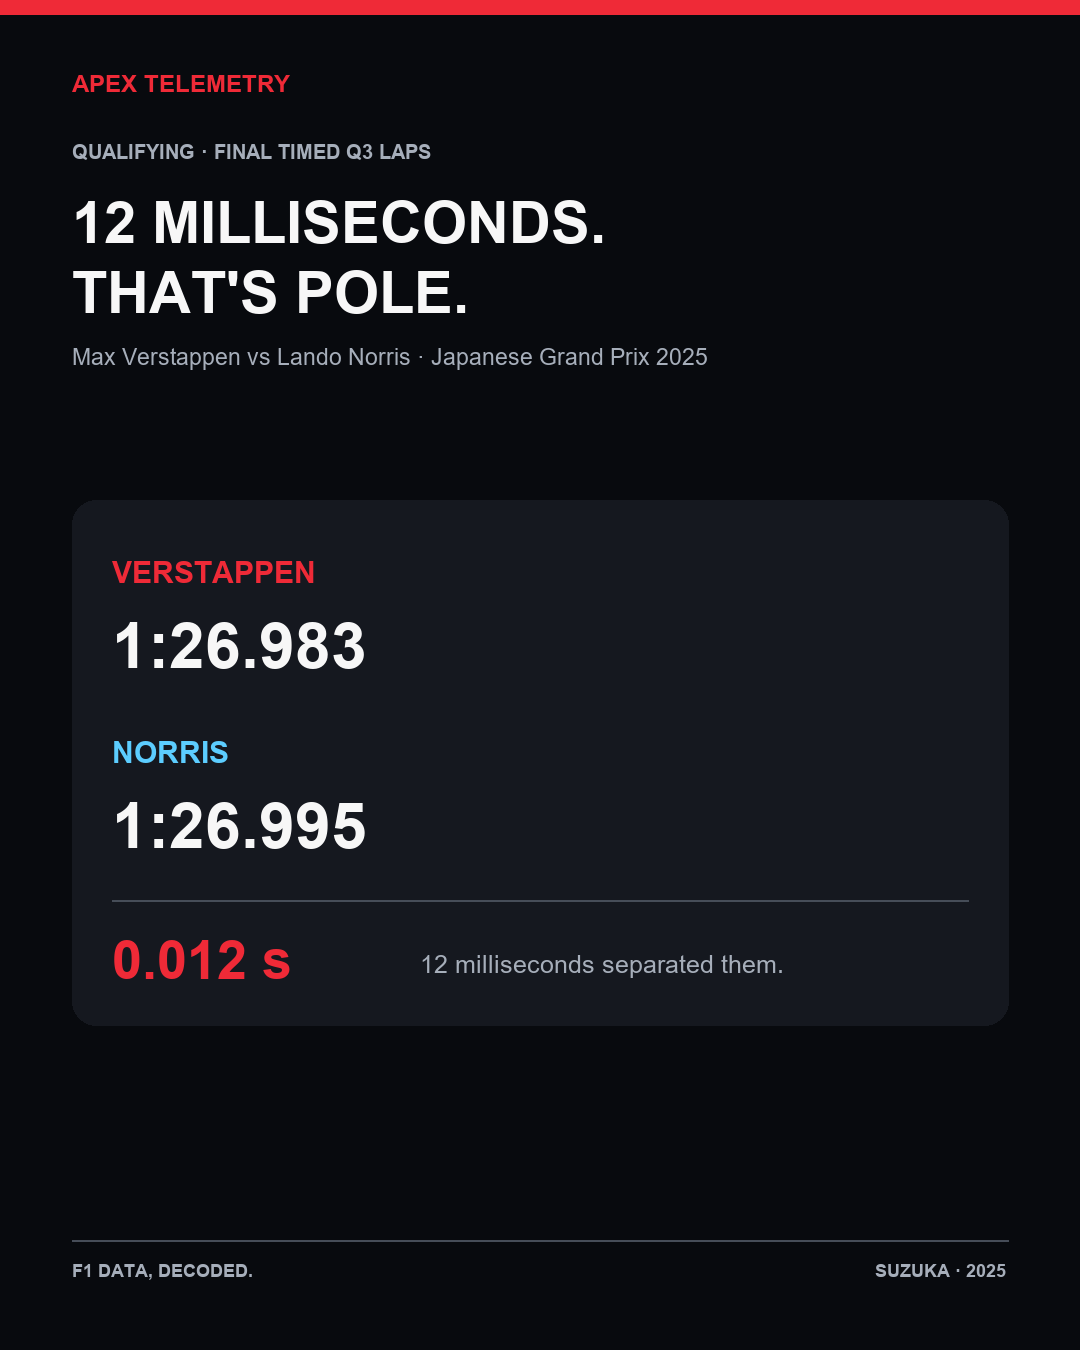 APEX TELEMETRY
QUALIFYING · FINAL TIMED Q3 LAPS
12 MILLISECONDS.
THAT'S POLE.
Max Verstappen vs Lando Norris · Japanese Grand Prix 2025
VERSTAPPEN
1:26.983
NORRIS
1:26.995
0.012 s 12 milliseconds separated them.
F1 DATA, DECODED. SUZUKA · 2025